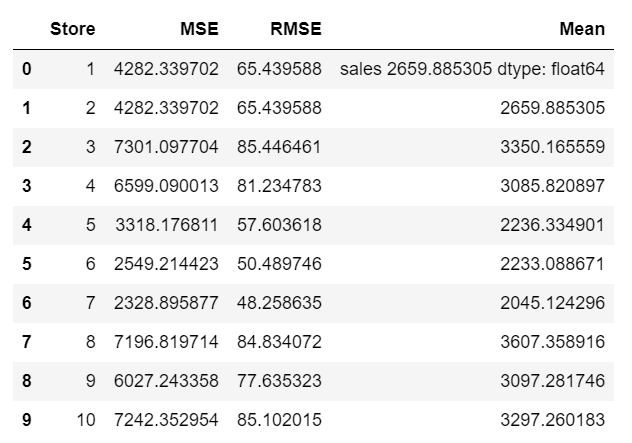 Store MSE RMSE Mean
0 1 4282.339702 65.439588 sales 2659.885305 dtype: float64
1 2 4282.339702 65.439588 2659.885305
2 3 7301.097704 85.446461 3350.165559
3 4 6599.090013 81.234783 3085.820897
4 5 3318.176811 57.603618 2236.334901
5 6 2549.214423 50.489746 2233.088671
6 7 2328.895877 48.258635 2045.124296
7 8 7196.819714 84.834072 3607.358916
8 9 6027.243358 77.635323 3097.281746
9 10 7242.352954 85.102015 3297.260183